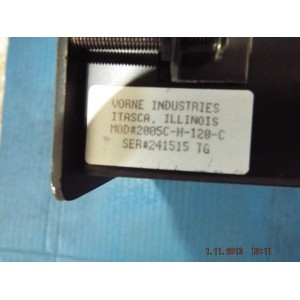 VORNE INDUSTRIES
ITASCA, ILLINOIS
MOD#2005C-H-120-C
SER#241515 TG